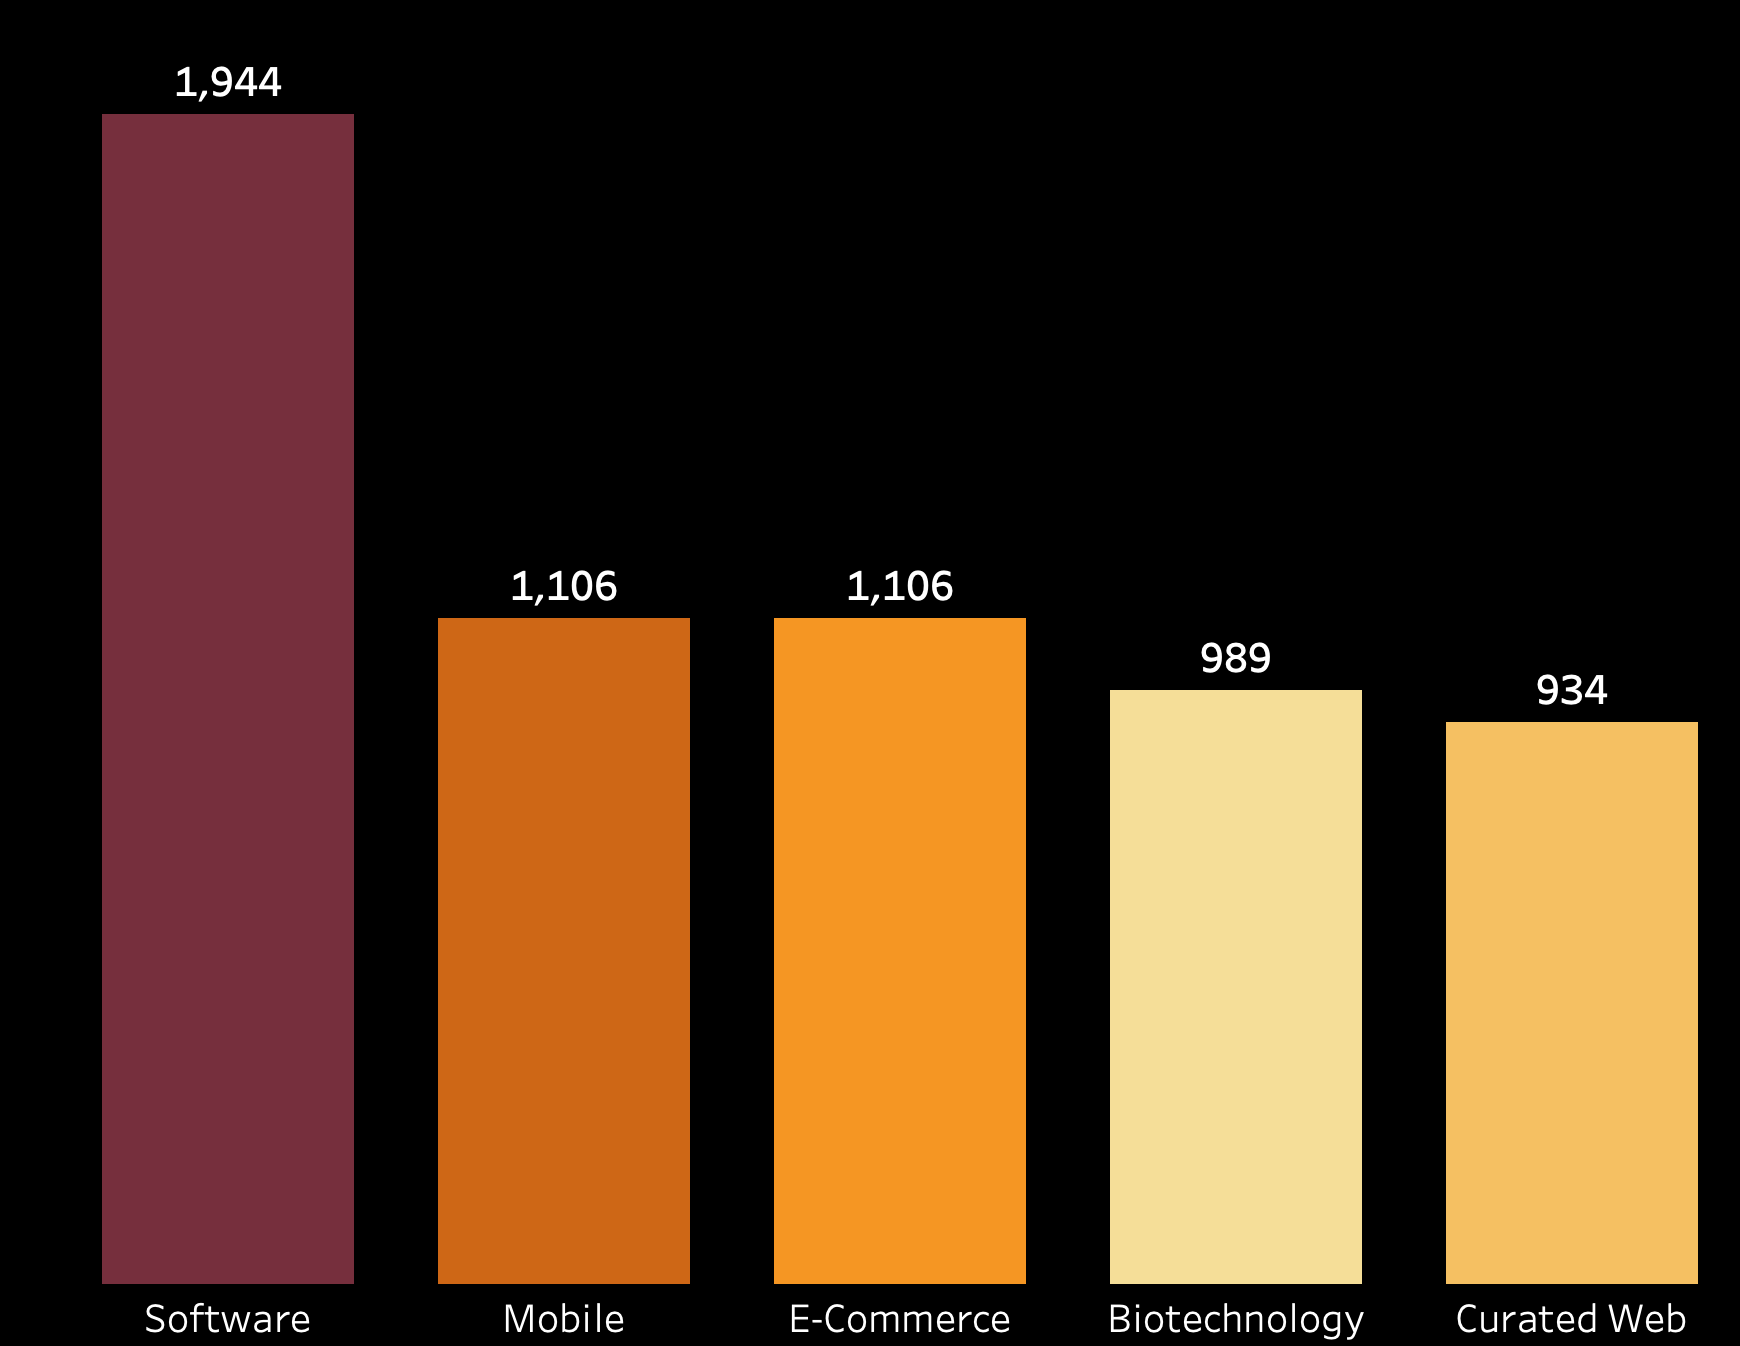 1,944
1,106
1,106
989
934
Software
Mobile
E-Commerce
Biotechnology
Curated Web